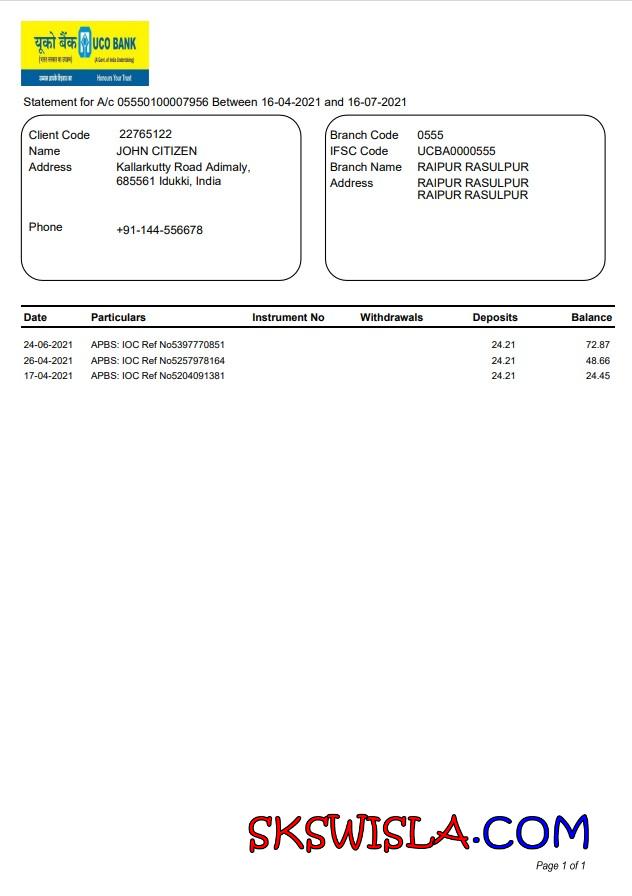 यूको बैंक UCO BANK
(भारत सरकार का उपक्रम) (A Govt. of India Undertaking)
सम्मान आपके विश्वास का Honours Your Trust
Statement for A/c 05550100007956 Between 16-04-2021 and 16-07-2021
Client Code 22765122
Name JOHN CITIZEN
Address Kallarkutty Road Adimaly,
685561 Idukki, India
Phone +91-144-556678
Branch Code 0555
IFSC Code UCBA0000555
Branch Name RAIPUR RASULPUR
Address RAIPUR RASULPUR
RAIPUR RASULPUR
Date Particulars Instrument No Withdrawals Deposits Balance
24-06-2021 APBS: IOC Ref No5397770851 24.21 72.87
26-04-2021 APBS: IOC Ref No5257978164 24.21 48.66
17-04-2021 APBS: IOC Ref No5204091381 24.21 24.45
SKSWISLA.COM
Page 1 of 1